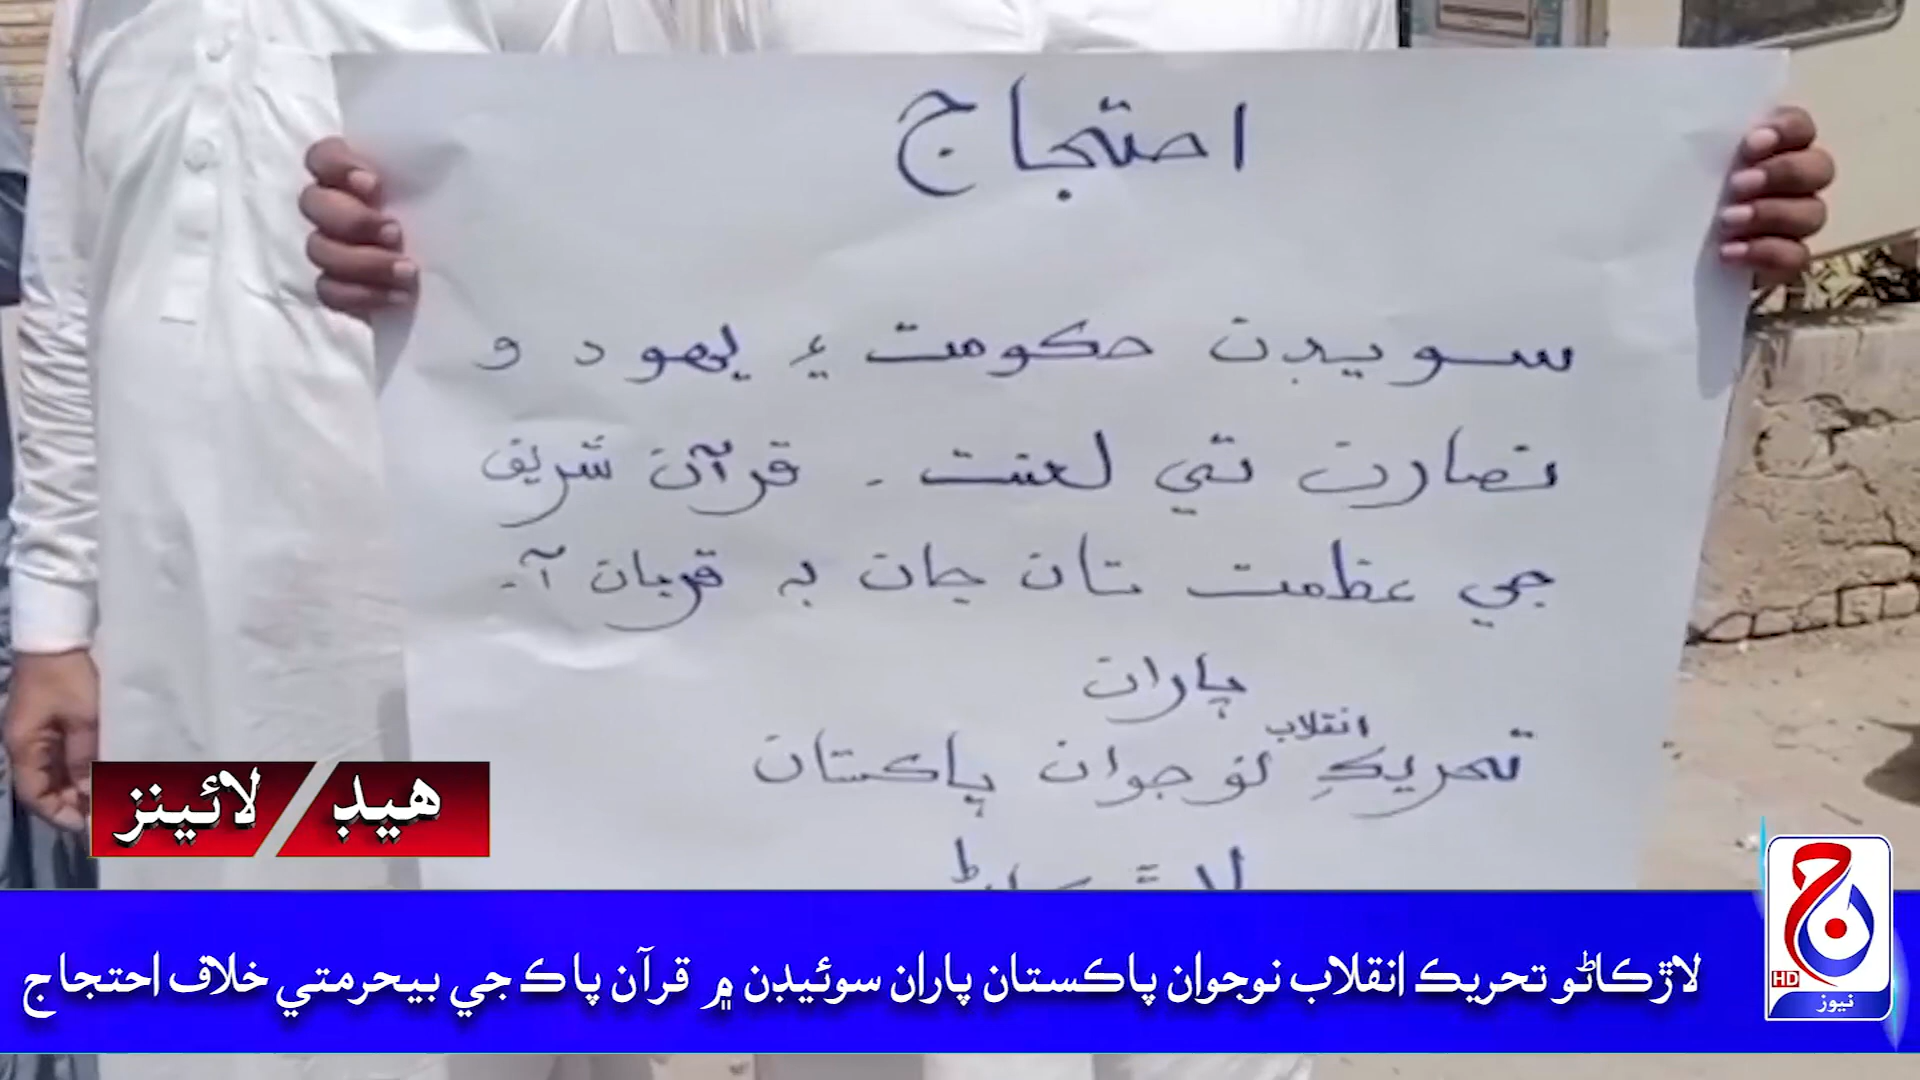 احتجاج
سويڊن حڪومت ۽ يهود و
نصارن تي لعنت ۔ قرآن شريف
جي عظمت تان جان به قربان آ۔
پاران
انقلاب
تحريڪِ نوجوان پاڪستان
هيڊ لائينز
لاڙڪاڻو تحريڪ انقلاب نوجوان پاڪستان پاران سوئيڊن ۾ قرآن پاڪ جي بيحرمتي خلاف احتجاج
HD
نيوز